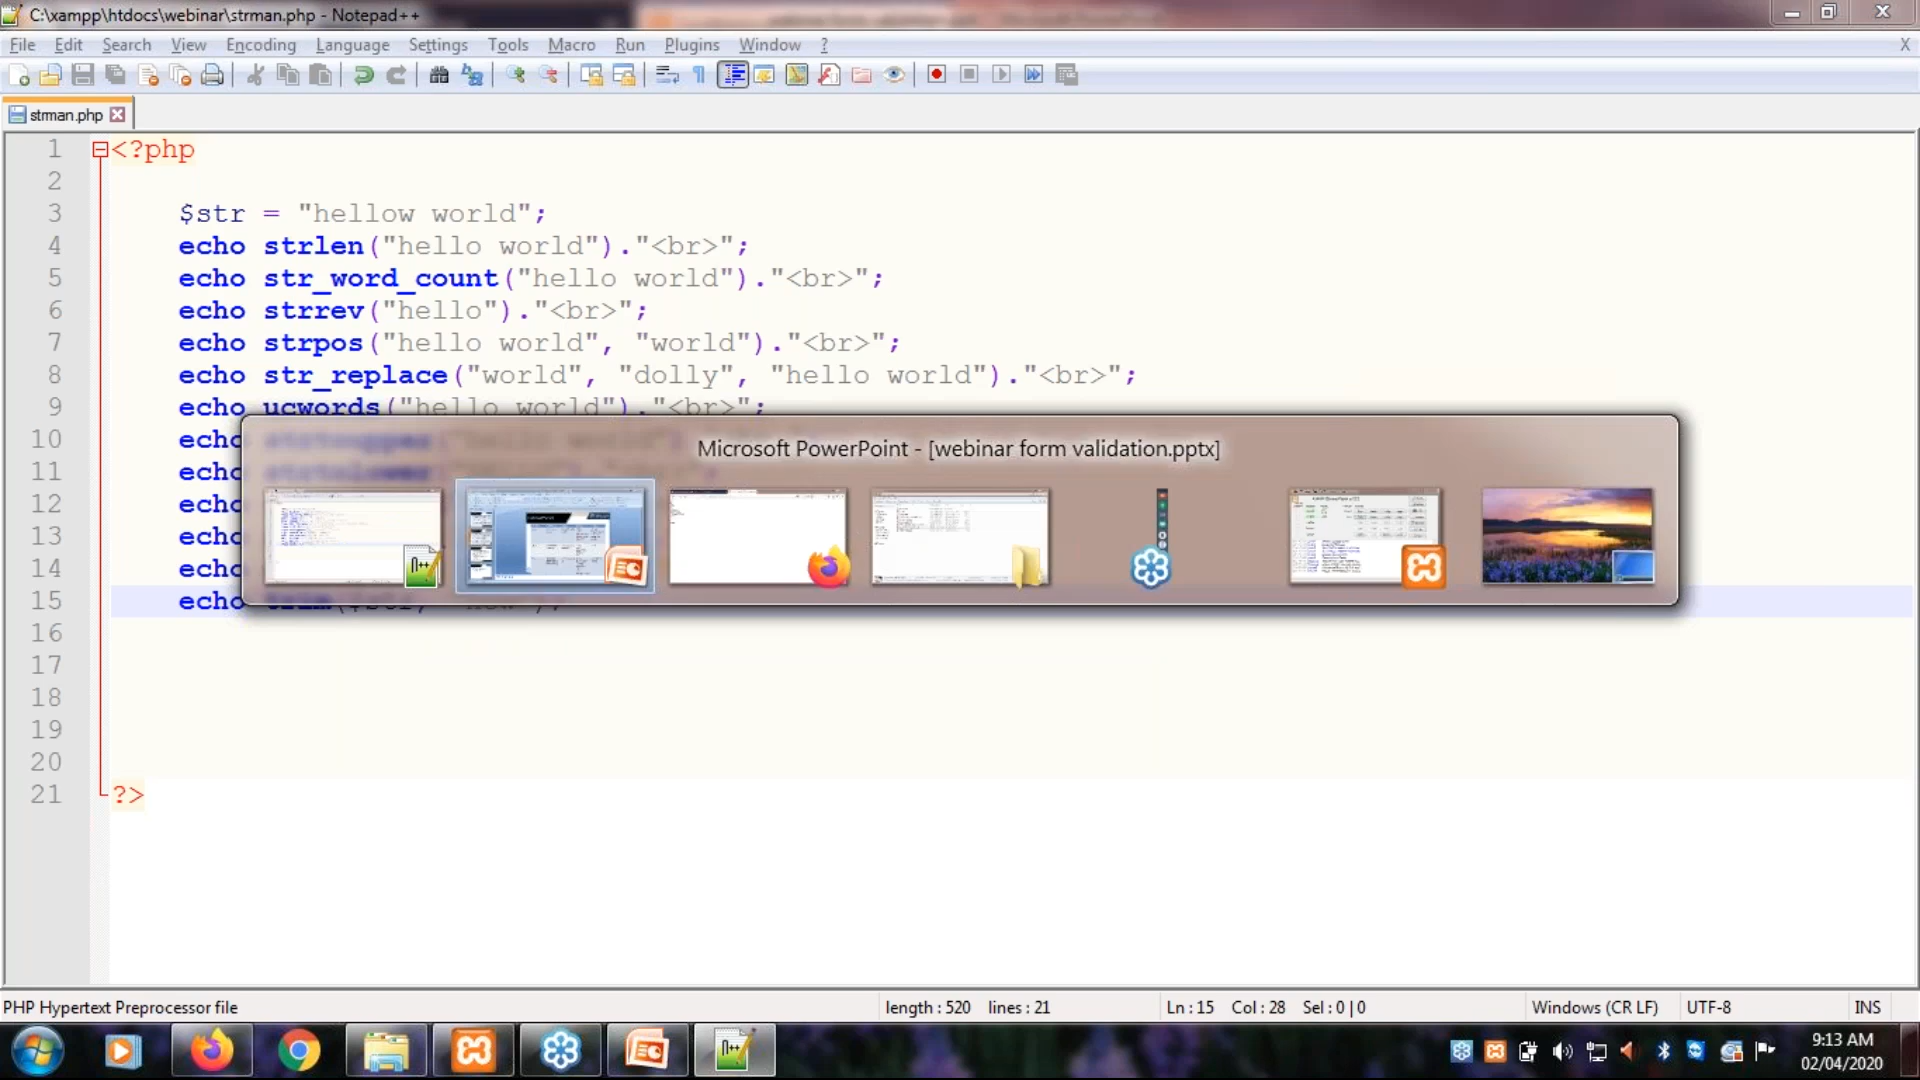 C:\xampp\htdocs\webinar\strman.php - Notepad++
File Edit Search View Encoding Language Settings Tools Macro Run Plugins Window ? X
strman.php
1 <?php
2
3 $str = "hellow world";
4 echo strlen("hello world")."<br>";
5 echo str_word_count("hello world")."<br>";
6 echo strrev("hello")."<br>";
7 echo strpos("hello world", "world")."<br>";
8 echo str_replace("world", "dolly", "hello world")."<br>";
9 echo ucwords("hello world")."<br>";
Microsoft PowerPoint - [webinar form validation.pptx]
10 echo
11 echo
12 echo
13 echo
14 echo
15 echo trim($str,
16
17
18
19
20
21 ?>
PHP Hypertext Preprocessor file length : 520 lines : 21 Ln : 15 Col : 28 Sel : 0 | 0 Windows (CR LF) UTF-8 INS
9:13 AM
02/04/2020